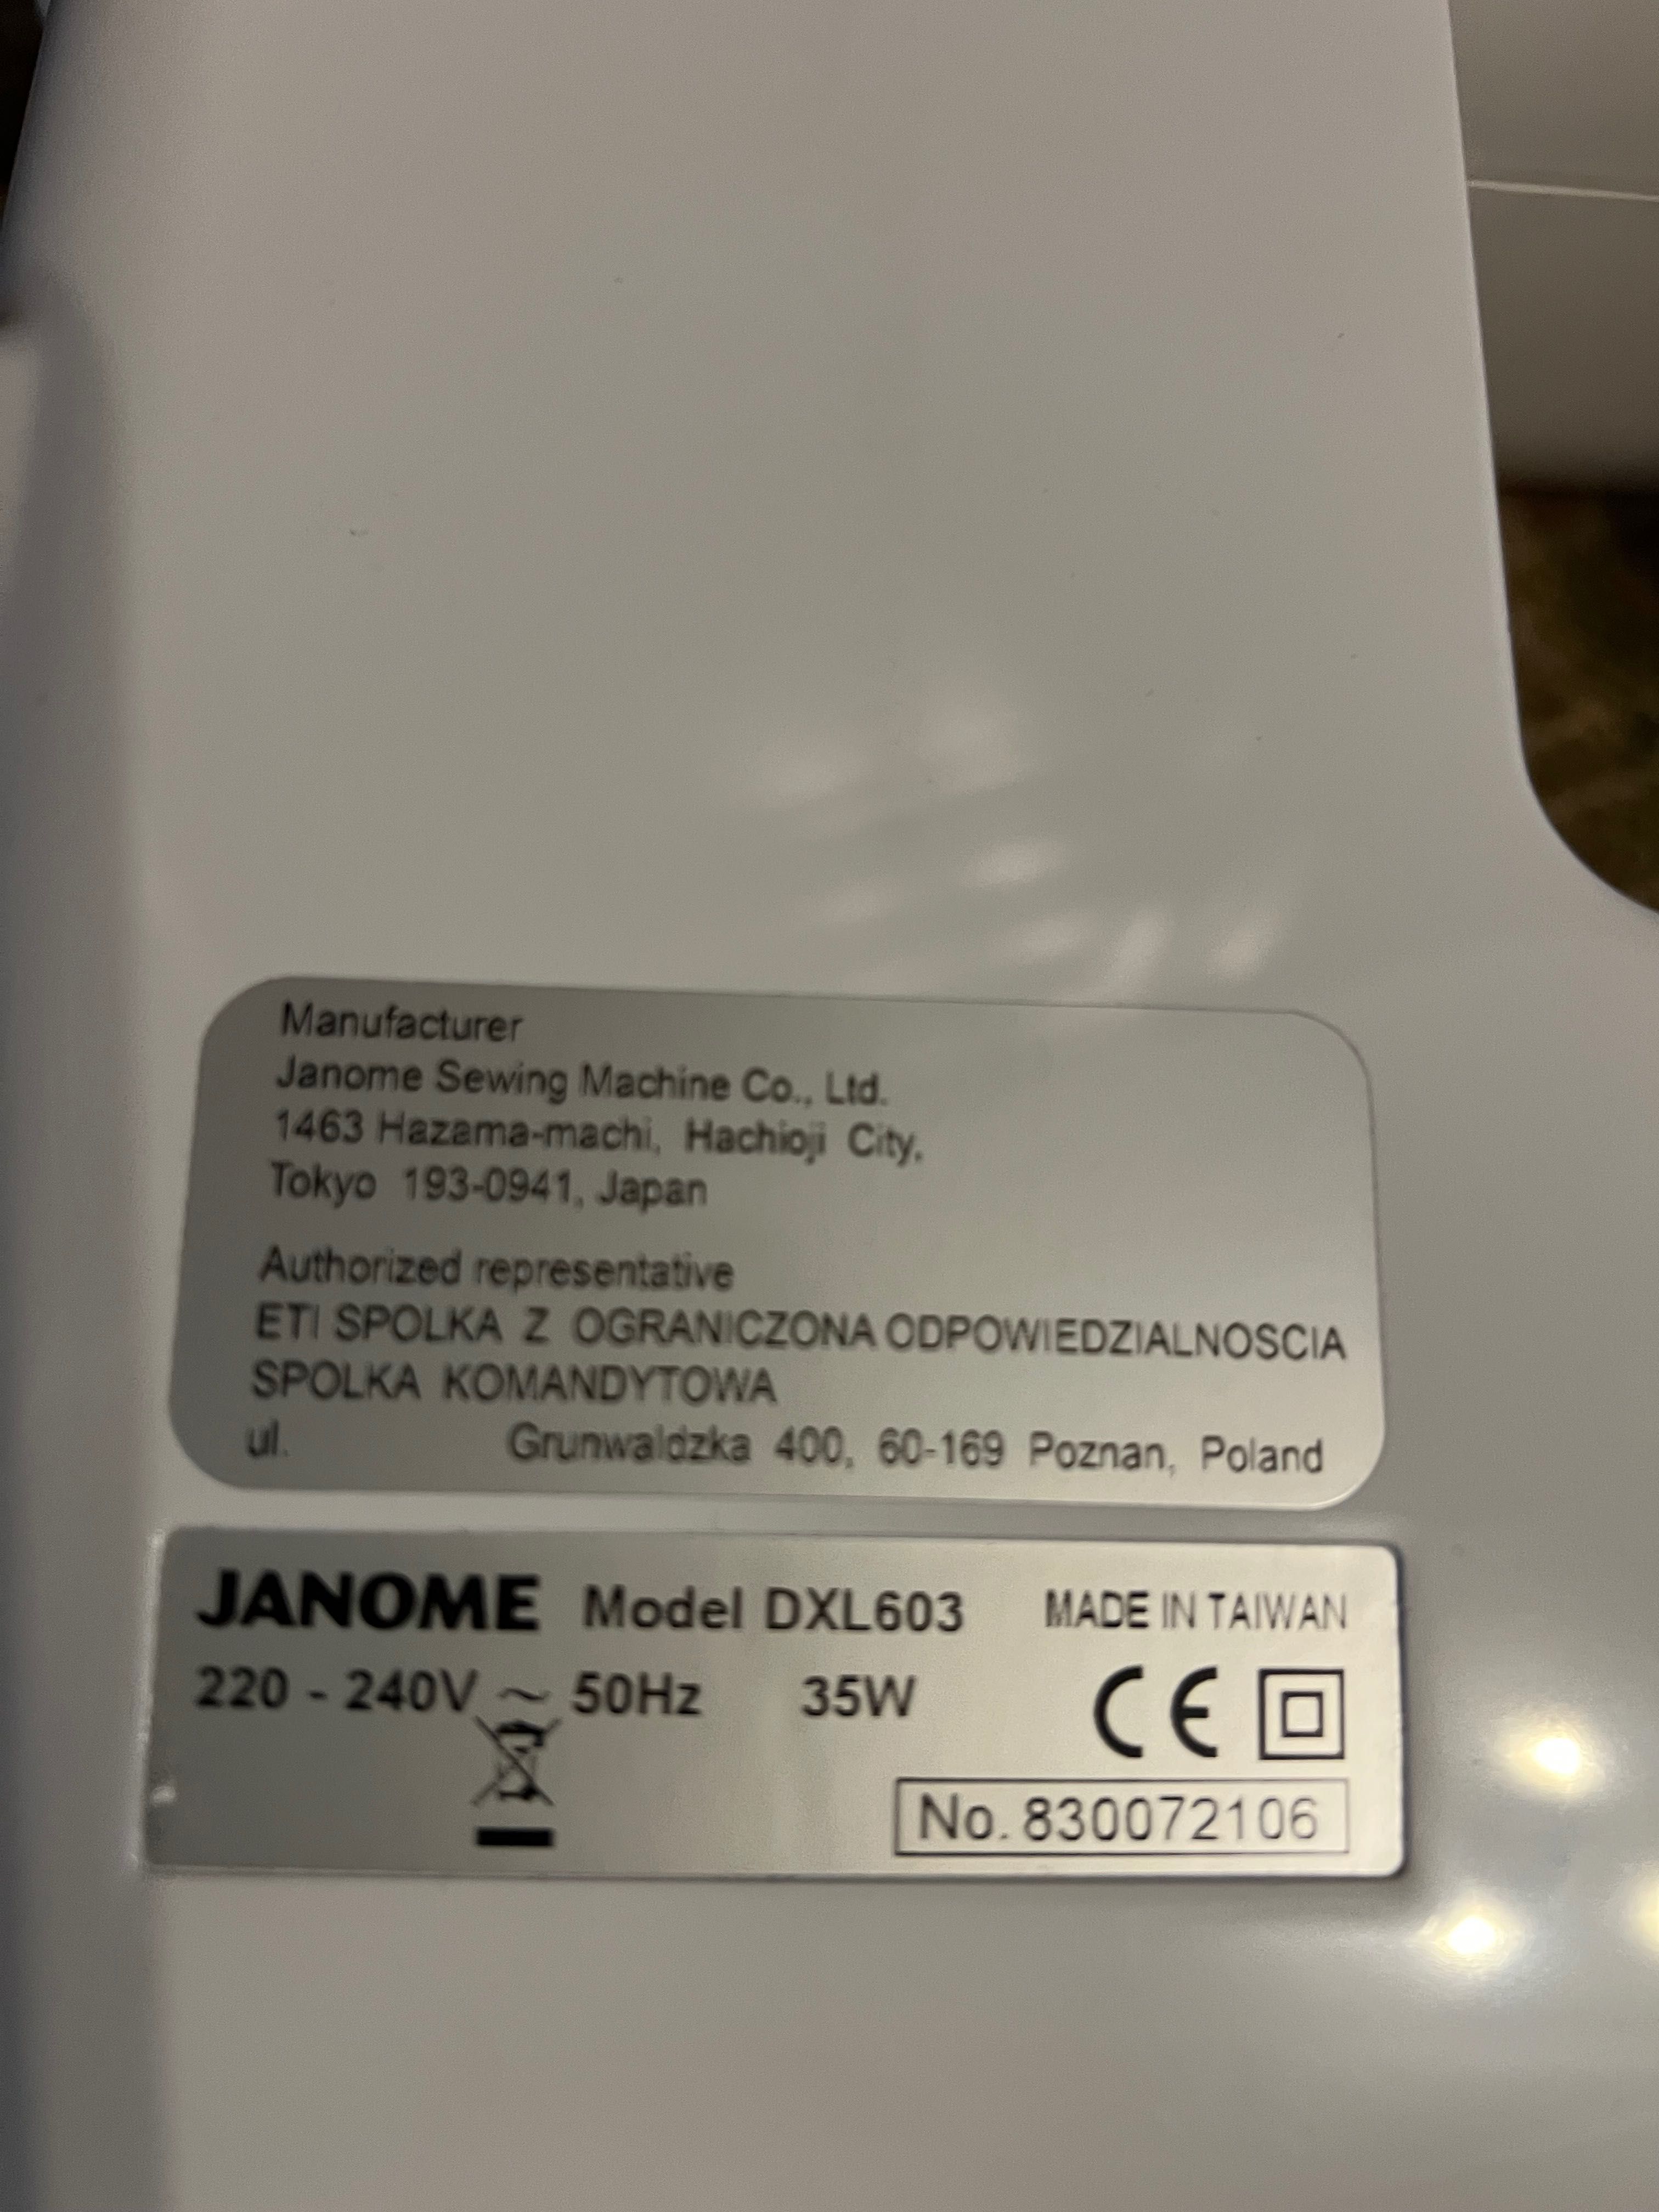 Manufacturer
Janome Sewing Machine Co., Ltd.
1463 Hazama-machi, Hachioji City,
Tokyo 193-0941, Japan
Authorized representative
ETI SPOLKA Z OGRANICZONA ODPOWIEDZIALNOSCIA
SPOLKA KOMANDYTOWA
ul. Grunwaldzka 400, 60-169 Poznan, Poland
JANOME Model DXL603 MADE IN TAIWAN
220 - 240V ~ 50Hz 35W CE
No. 830072106